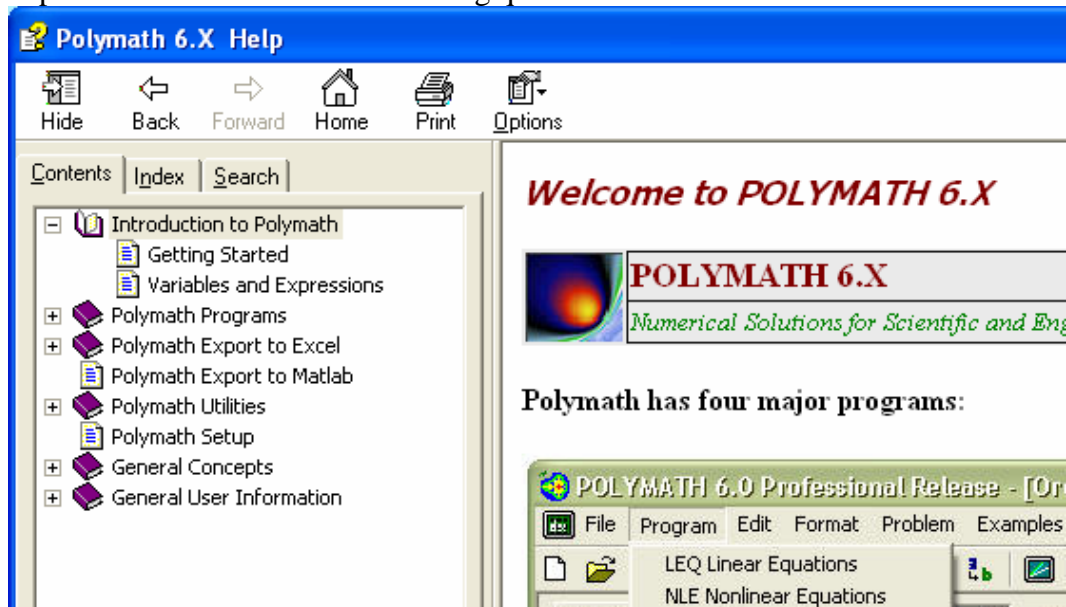 Polymath 6.X Help
Hide Back Forward Home Print Options
Contents Index Search
Introduction to Polymath
Getting Started
Variables and Expressions
Polymath Programs
Polymath Export to Excel
Polymath Export to Matlab
Polymath Utilities
Polymath Setup
General Concepts
General User Information
Welcome to POLYMATH 6.X
POLYMATH 6.X
Numerical Solutions for Scientific and Eng
Polymath has four major programs:
POLYMATH 6.0 Professional Release - [Or
File Program Edit Format Problem Examples
LEQ Linear Equations
NLE Nonlinear Equations